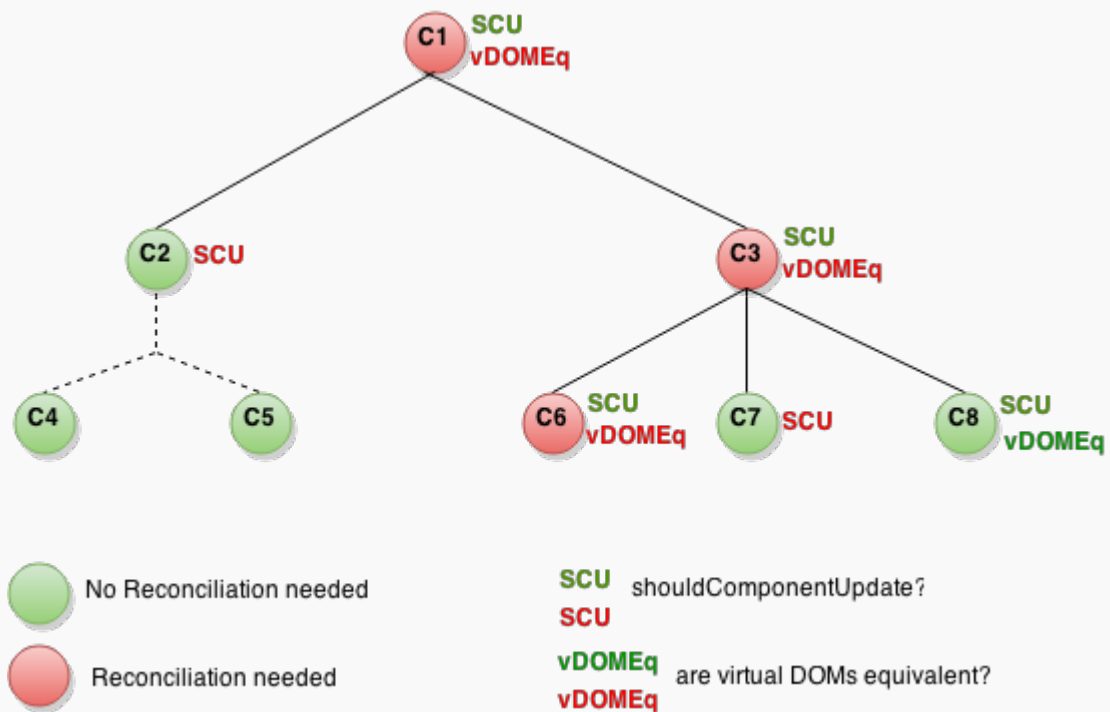 C1 SCU
vDOMEq
C2 SCU
C3 SCU
vDOMEq
C4
C5
C6 SCU
vDOMEq
C7 SCU
C8 SCU
vDOMEq
No Reconciliation needed
Reconciliation needed
SCU shouldComponentUpdate?
SCU
vDOMEq
are virtual DOMs equivalent?
vDOMEq